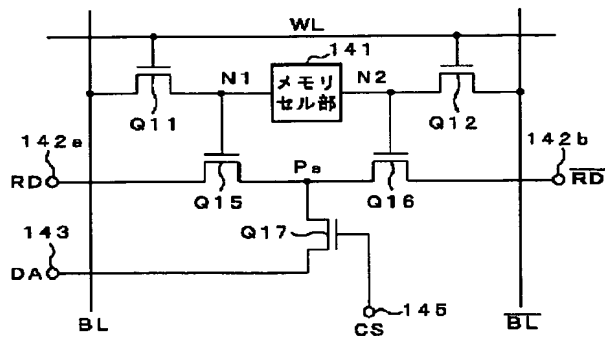 WL
141
N1
メモリ
セル部
N2
Q11
Q12
142a
142b
RD
Pa
RD
Q15
Q16
143
Q17
DA
145
BL
CS
BL